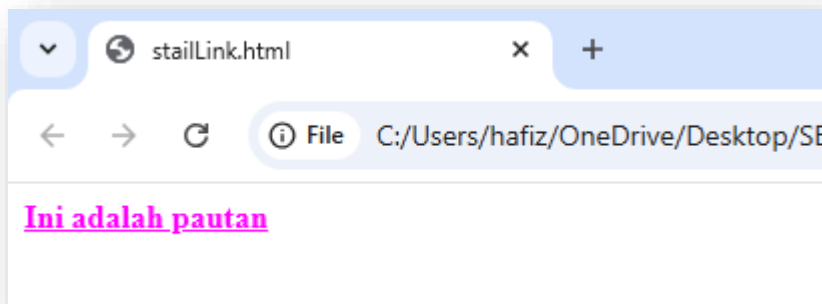 stailLink.html
File C:/Users/hafiz/OneDrive/Desktop/SE
Ini adalah pautan